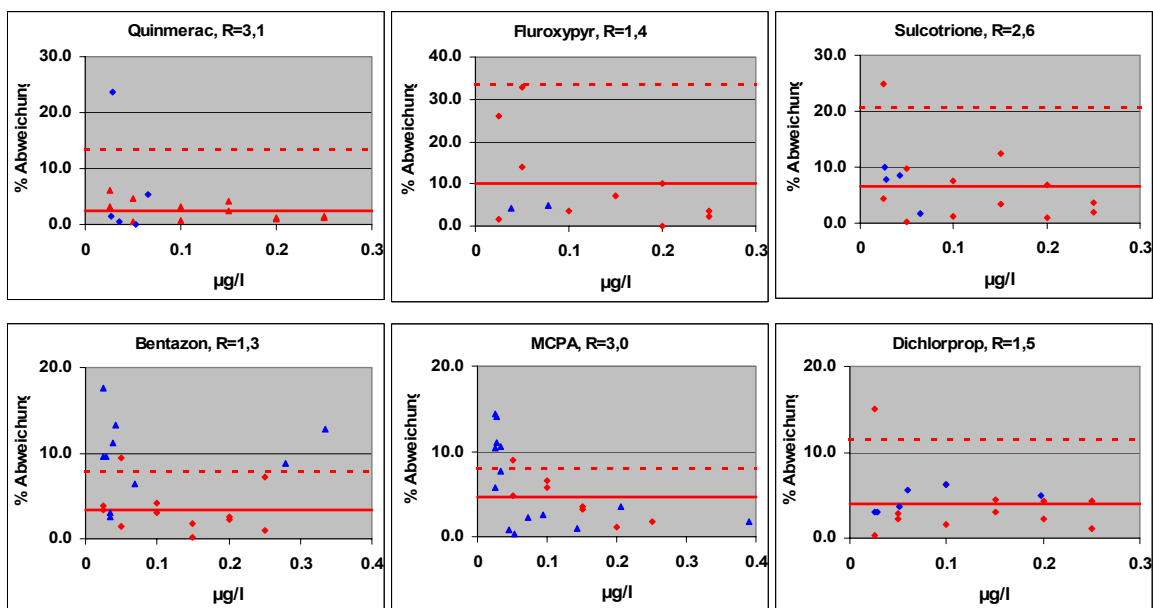 Quinmerac, R=3,1
% Abweichung
30.0
20.0
10.0
0.0
0 0.1 0.2 0.3
µg/l
Fluroxypyr, R=1,4
% Abweichung
40.0
30.0
20.0
10.0
0.0
0 0.1 0.2 0.3
µg/l
Sulcotrione, R=2,6
% Abweichung
30.0
20.0
10.0
0.0
0 0.1 0.2 0.3
µg/l
Bentazon, R=1,3
% Abweichung
20.0
10.0
0.0
0 0.1 0.2 0.3 0.4
µg/l
MCPA, R=3,0
% Abweichung
20.0
10.0
0.0
0 0.1 0.2 0.3 0.4
µg/l
Dichlorprop, R=1,5
% Abweichung
20.0
10.0
0.0
0 0.1 0.2 0.3
µg/l